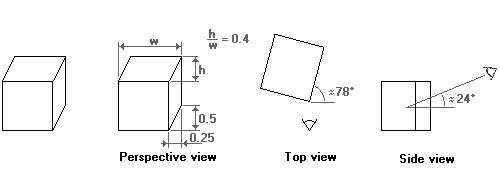 w
h/w = 0.4
h
≈78°
≈24°
0.5
0.25
Perspective view
Top view
Side view